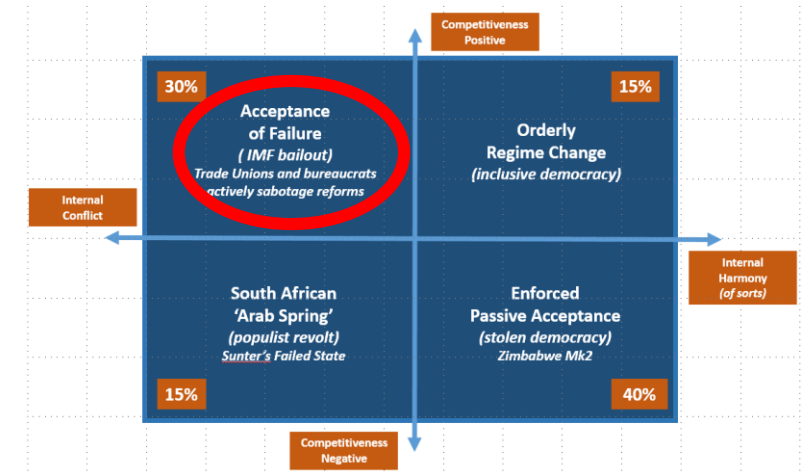 Competitiveness
Positive
30%
15%
Acceptance
of Failure
( IMF bailout)
Trade Unions and bureaucrats
actively sabotage reforms
Orderly
Regime Change
(inclusive democracy)
Internal
Conflict
Internal
Harmony
(of sorts)
South African
‘Arab Spring’
(populist revolt)
Sunter’s Failed State
Enforced
Passive Acceptance
(stolen democracy)
Zimbabwe Mk2
15%
40%
Competitiveness
Negative